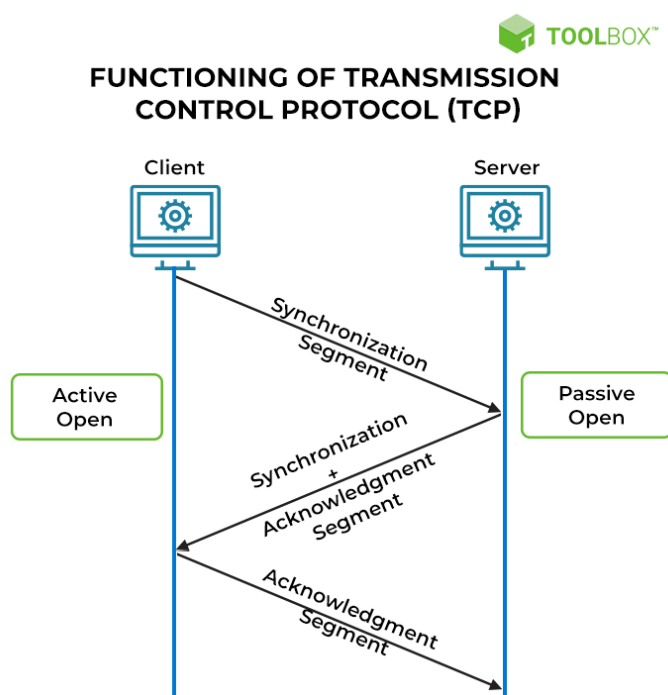 TOOLBOX™
FUNCTIONING OF TRANSMISSION
CONTROL PROTOCOL (TCP)
Client
Server
Synchronization
Segment
Active
Open
Passive
Open
Synchronization
+
Acknowledgment
Segment
Acknowledgment
Segment